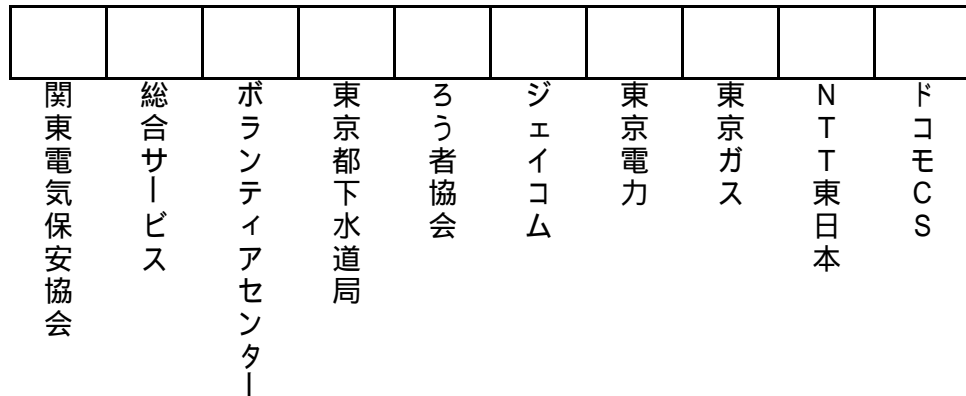 ドコモCS
NTT東日本
東京ガス
東京電力
ジェイコム
ろう者協会
東京都下水道局
ボランティアセンター
総合サービス
関東電気保安協会